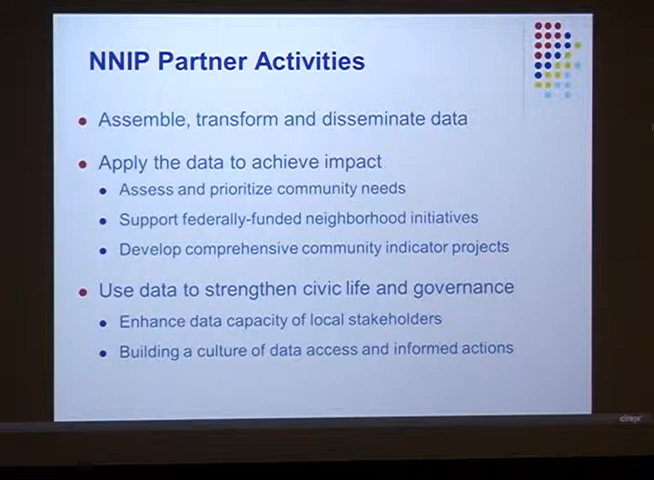 NNIP Partner Activities
Assemble, transform and disseminate data
Apply the data to achieve impact
Assess and prioritize community needs
Support federally-funded neighborhood initiatives
Develop comprehensive community indicator projects
Use data to strengthen civic life and governance
Enhance data capacity of local stakeholders
Building a culture of data access and informed actions